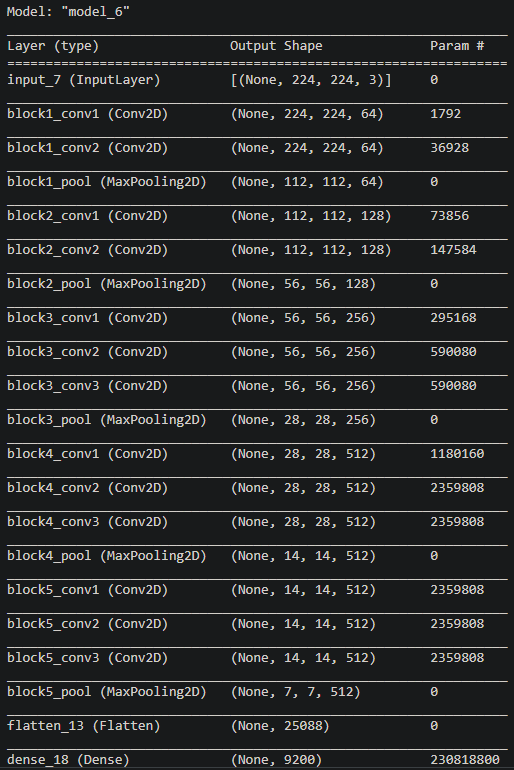 Model: "model_6"
Layer (type) Output Shape Param #
input_7 (InputLayer) [(None, 224, 224, 3)] 0
block1_conv1 (Conv2D) (None, 224, 224, 64) 1792
block1_conv2 (Conv2D) (None, 224, 224, 64) 36928
block1_pool (MaxPooling2D) (None, 112, 112, 64) 0
block2_conv1 (Conv2D) (None, 112, 112, 128) 73856
block2_conv2 (Conv2D) (None, 112, 112, 128) 147584
block2_pool (MaxPooling2D) (None, 56, 56, 128) 0
block3_conv1 (Conv2D) (None, 56, 56, 256) 295168
block3_conv2 (Conv2D) (None, 56, 56, 256) 590080
block3_conv3 (Conv2D) (None, 56, 56, 256) 590080
block3_pool (MaxPooling2D) (None, 28, 28, 256) 0
block4_conv1 (Conv2D) (None, 28, 28, 512) 1180160
block4_conv2 (Conv2D) (None, 28, 28, 512) 2359808
block4_conv3 (Conv2D) (None, 28, 28, 512) 2359808
block4_pool (MaxPooling2D) (None, 14, 14, 512) 0
block5_conv1 (Conv2D) (None, 14, 14, 512) 2359808
block5_conv2 (Conv2D) (None, 14, 14, 512) 2359808
block5_conv3 (Conv2D) (None, 14, 14, 512) 2359808
block5_pool (MaxPooling2D) (None, 7, 7, 512) 0
flatten_13 (Flatten) (None, 25088) 0
dense_18 (Dense) (None, 9200) 230818800